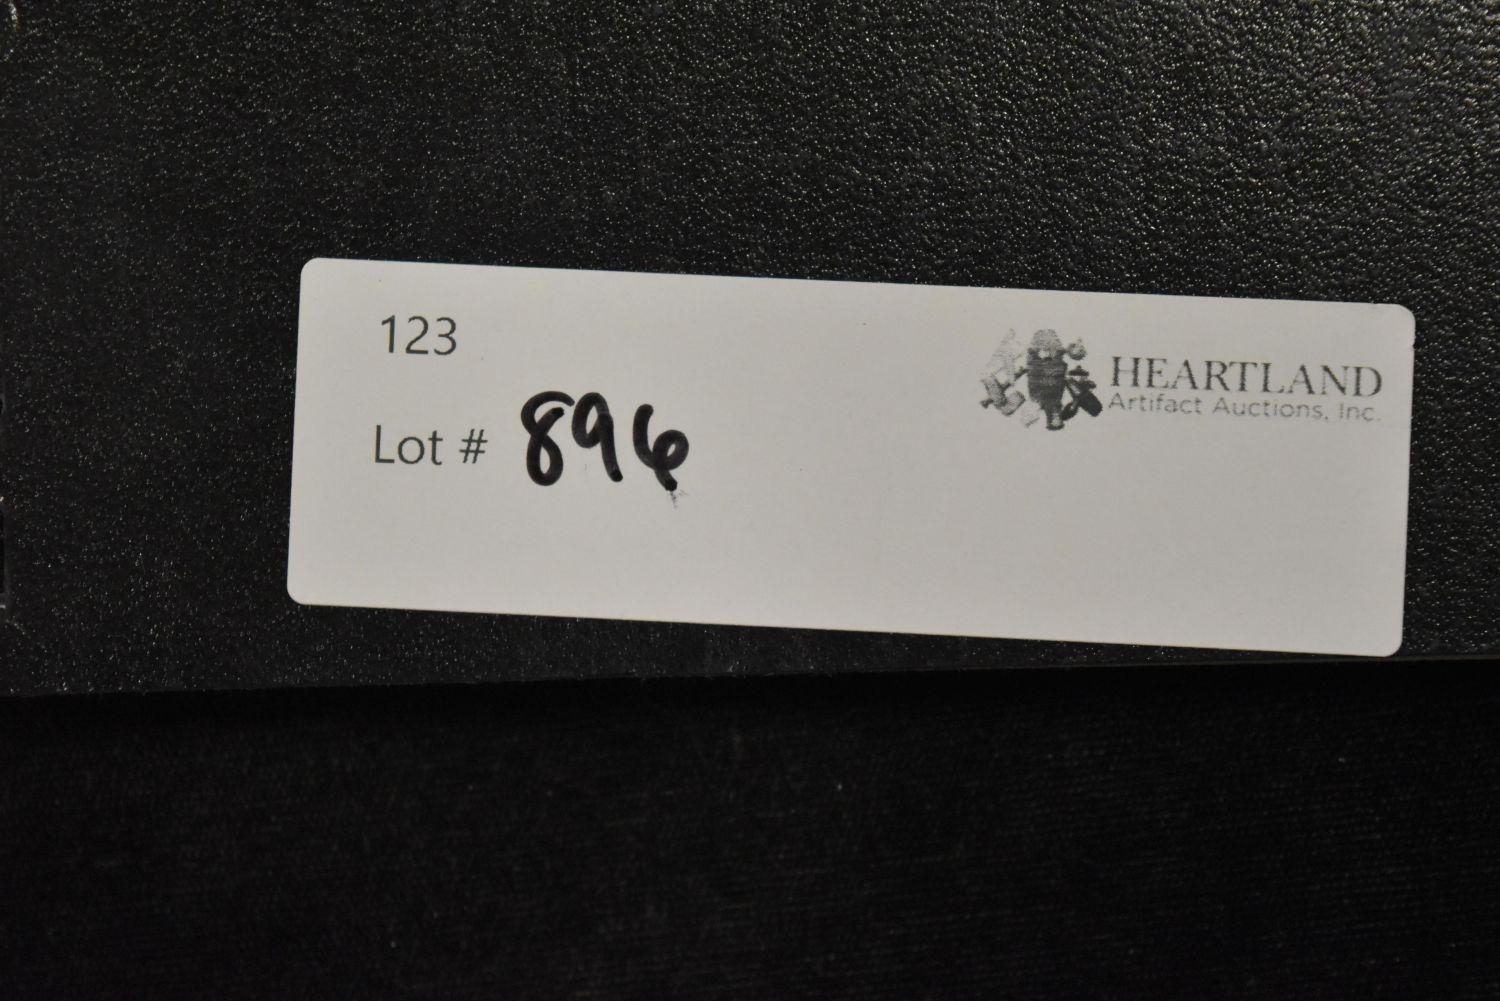 123
HEARTLAND
Artifact Auctions, Inc.
Lot # 896